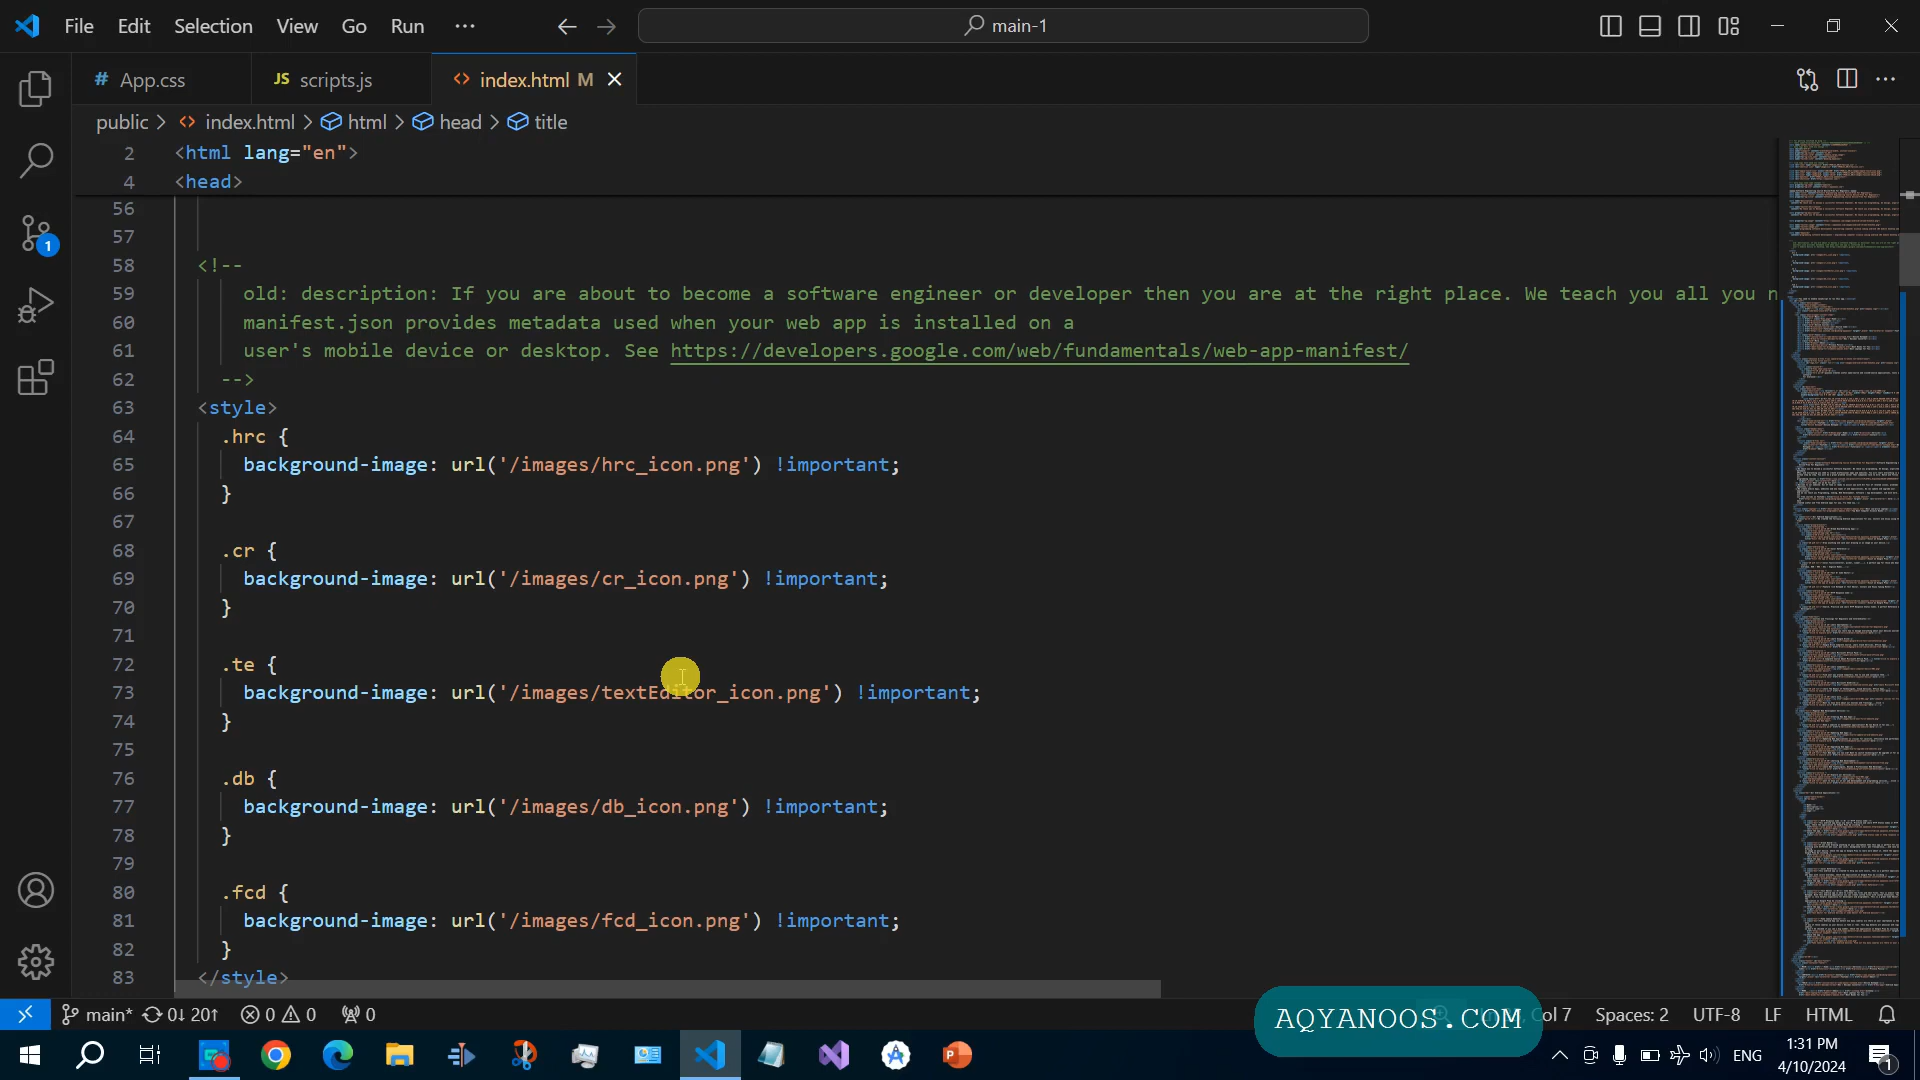 File Edit Selection View Go Run ···
main-1
# App.css
JS scripts.js
<> index.html M
public > <> index.html > html > head > title
2 <html lang="en">
4 <head>
56
57
58 <!--
59 old: description: If you are about to become a software engineer or developer then you are at the right place. We teach you all you n
60 manifest.json provides metadata used when your web app is installed on a
61 user's mobile device or desktop. See https://developers.google.com/web/fundamentals/web-app-manifest/
62 -->
63 <style>
64 .hrc {
65 background-image: url('/images/hrc_icon.png') !important;
66 }
67
68 .cr {
69 background-image: url('/images/cr_icon.png') !important;
70 }
71
72 .te {
73 background-image: url('/images/textEditor_icon.png') !important;
74 }
75
76 .db {
77 background-image: url('/images/db_icon.png') !important;
78 }
79
80 .fcd {
81 background-image: url('/images/fcd_icon.png') !important;
82 }
83 </style>
1
main* 0↓ 20↑ 0 0 0
AQYANOOS.COM
Col 7 Spaces: 2 UTF-8 LF HTML
ENG
1:31 PM
4/10/2024
1